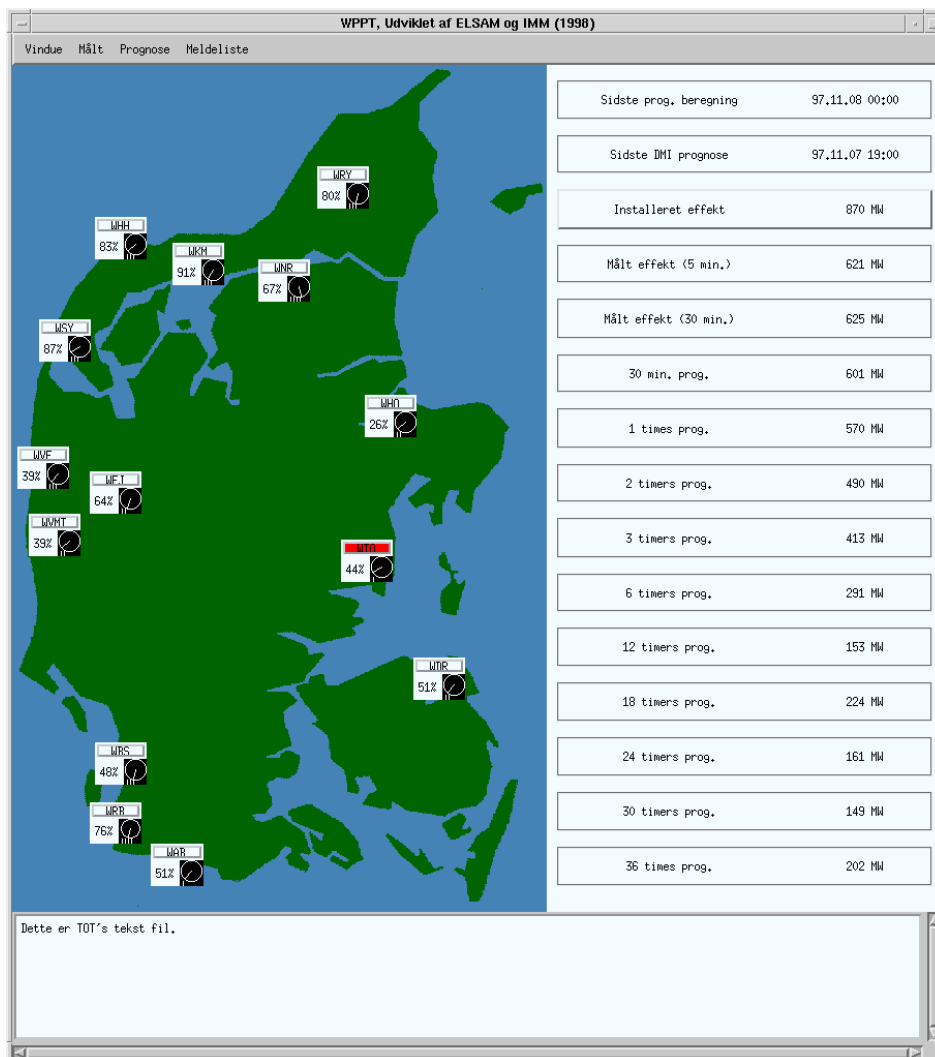 WPPT, Udviklet af ELSAM og IMM (1998)
Vindue Målt Prognose Meldeliste
Sidste prog. beregning 97.11.08 00:00
Sidste DMI prognose 97.11.07 19:00
Installeret effekt 870 MW
Målt effekt (5 min.) 621 MW
Målt effekt (30 min.) 625 MW
30 min. prog. 601 MW
1 times prog. 570 MW
2 timers prog. 490 MW
3 timers prog. 413 MW
6 timers prog. 291 MW
12 timers prog. 153 MW
18 timers prog. 224 MW
24 timers prog. 161 MW
30 timers prog. 149 MW
36 times prog. 202 MW
WRY
80%
WHH
83%
WKM
91%
WNR
67%
WSY
87%
26%
WVF
39%
64%
WVMT
39%
44%
51%
WBS
48%
76%
51%
Dette er TOT's tekst fil.